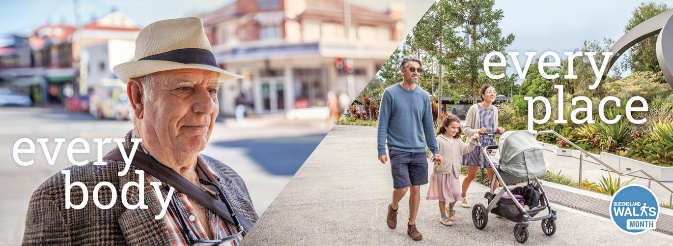 every
body
every
place
QUEENSLAND
WALKS
MONTH